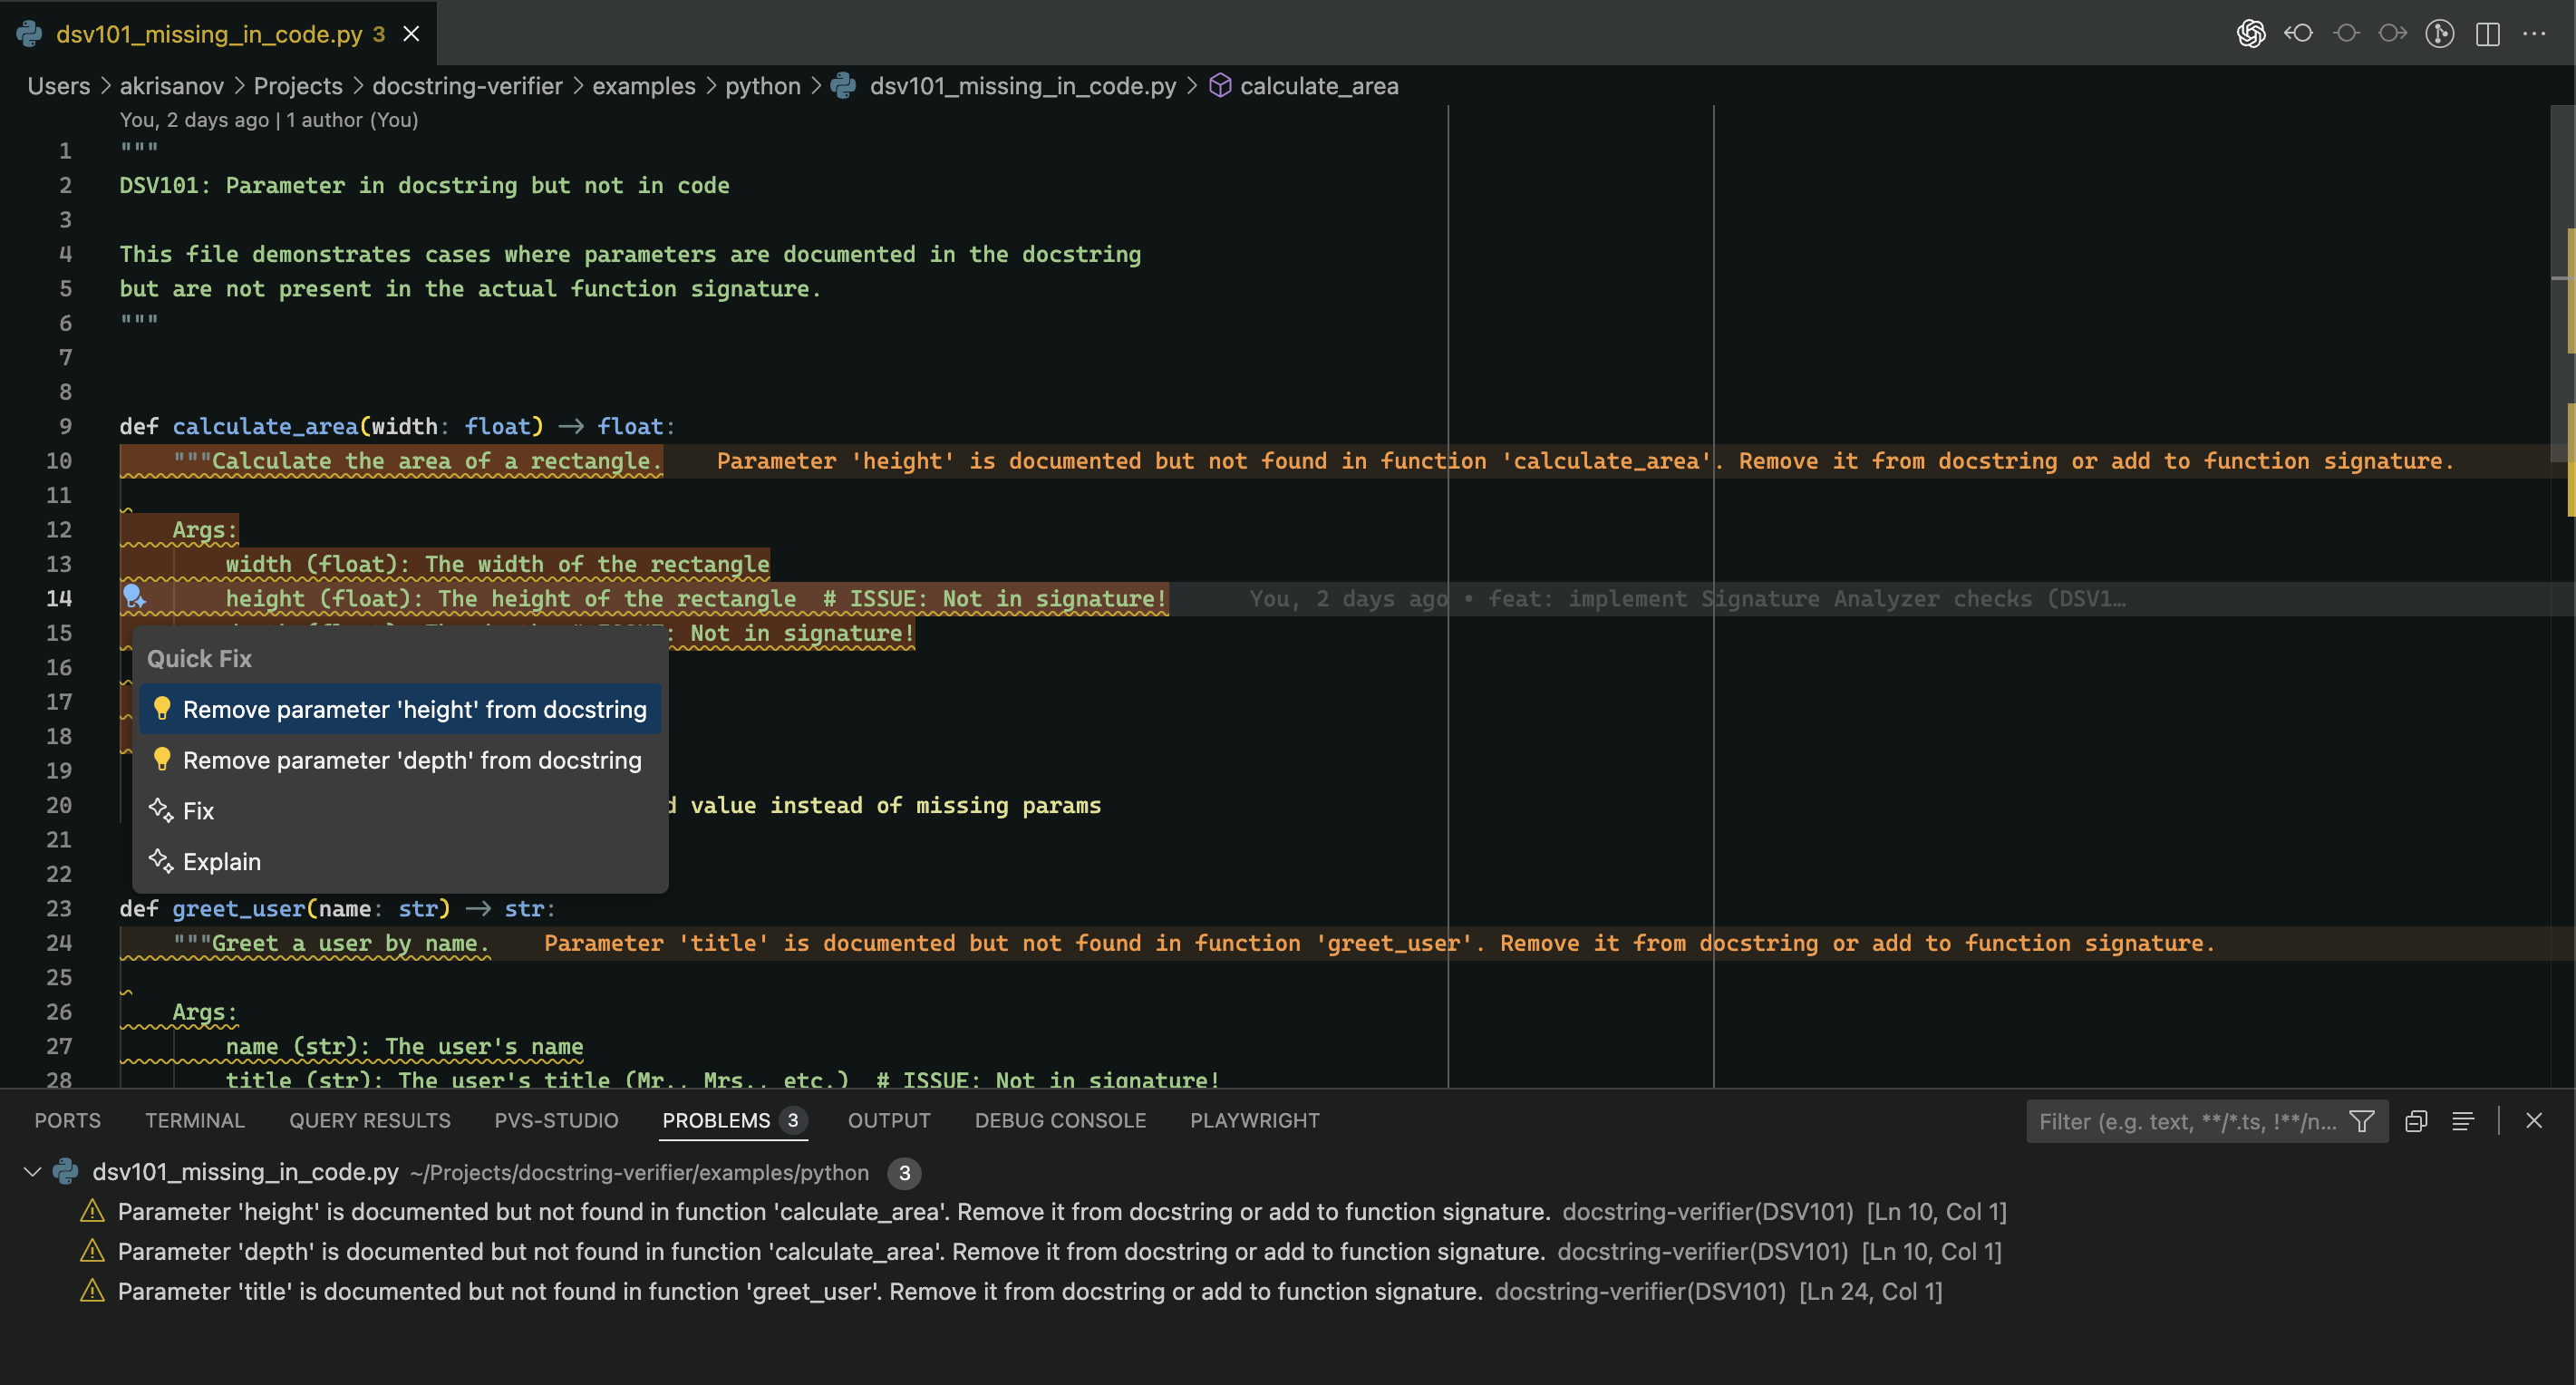 dsv101_missing_in_code.py 3
Users > akrisanov > Projects > docstring-verifier > examples > python > dsv101_missing_in_code.py > calculate_area
You, 2 days ago | 1 author (You)
1 """
2 DSV101: Parameter in docstring but not in code
3
4 This file demonstrates cases where parameters are documented in the docstring
5 but are not present in the actual function signature.
6 """
7
8
9 def calculate_area(width: float) -> float:
10 """Calculate the area of a rectangle. Parameter 'height' is documented but not found in function 'calculate_area'. Remove it from docstring or add to function signature.
11
12 Args:
13 width (float): The width of the rectangle
14 height (float): The height of the rectangle # ISSUE: Not in signature! You, 2 days ago • feat: implement Signature Analyzer checks (DSV1…
15 : Not in signature!
16
Quick Fix
17
Remove parameter 'height' from docstring
18
Remove parameter 'depth' from docstring
19
20 value instead of missing params
Fix
21
22
Explain
23 def greet_user(name: str) -> str:
24 """Greet a user by name. Parameter 'title' is documented but not found in function 'greet_user'. Remove it from docstring or add to function signature.
25
26 Args:
27 name (str): The user's name
28 title (str): The user's title (Mr., Mrs., etc.) # ISSUE: Not in signature!
PORTS TERMINAL QUERY RESULTS PVS-STUDIO PROBLEMS 3 OUTPUT DEBUG CONSOLE PLAYWRIGHT Filter (e.g. text, **/*.ts, !**/n...
dsv101_missing_in_code.py ~/Projects/docstring-verifier/examples/python 3
Parameter 'height' is documented but not found in function 'calculate_area'. Remove it from docstring or add to function signature. docstring-verifier(DSV101) [Ln 10, Col 1]
Parameter 'depth' is documented but not found in function 'calculate_area'. Remove it from docstring or add to function signature. docstring-verifier(DSV101) [Ln 10, Col 1]
Parameter 'title' is documented but not found in function 'greet_user'. Remove it from docstring or add to function signature. docstring-verifier(DSV101) [Ln 24, Col 1]